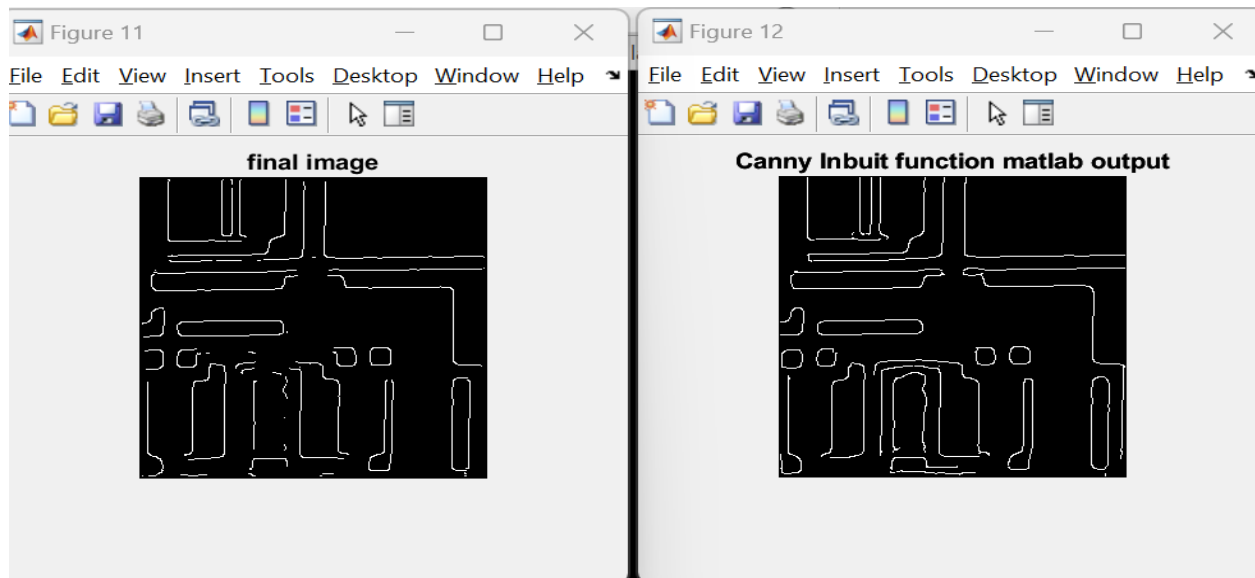 Figure 11
File Edit View Insert Tools Desktop Window Help
final image
Figure 12
File Edit View Insert Tools Desktop Window Help
Canny Inbuit function matlab output